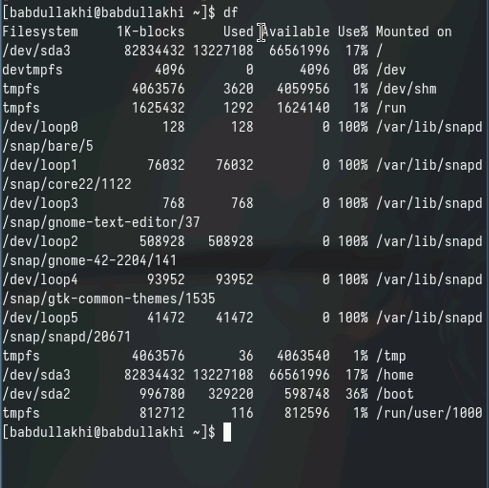 [babdullakhi@babdullakhi ~]$ df
Filesystem     1K-blocks     Used Available Use% Mounted on
/dev/sda3       82834432 13227108  66561996  17% /
devtmpfs            4096        0      4096   0% /dev
tmpfs            4063576     3620   4059956   1% /dev/shm
tmpfs            1625432     1292   1624140   1% /run
/dev/loop0           128      128         0 100% /var/lib/snapd
/snap/bare/5
/dev/loop1         76032    76032         0 100% /var/lib/snapd
/snap/core22/1122
/dev/loop3           768      768         0 100% /var/lib/snapd
/snap/gnome-text-editor/37
/dev/loop2        508928   508928         0 100% /var/lib/snapd
/snap/gnome-42-2204/141
/dev/loop4         93952    93952         0 100% /var/lib/snapd
/snap/gtk-common-themes/1535
/dev/loop5         41472    41472         0 100% /var/lib/snapd
/snap/snapd/20671
tmpfs            4063576       36   4063540   1% /tmp
/dev/sda3       82834432 13227108  66561996  17% /home
/dev/sda2         996780   329220    598748  36% /boot
tmpfs             812712      116    812596   1% /run/user/1000
[babdullakhi@babdullakhi ~]$